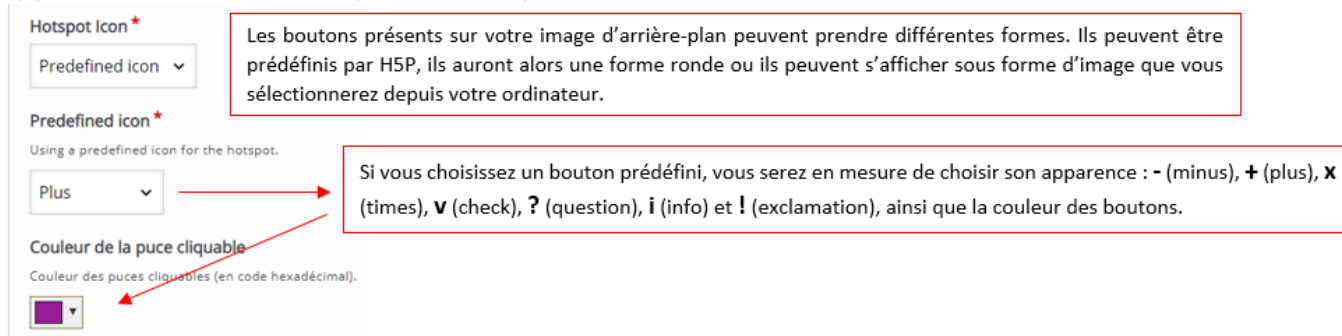 Hotspot Icon *
Predefined icon
Les boutons présents sur votre image d’arrière-plan peuvent prendre différentes formes. Ils peuvent être
prédéfinis par H5P, ils auront alors une forme ronde ou ils peuvent s’afficher sous forme d’image que vous
sélectionnerez depuis votre ordinateur.
Predefined icon *
Using a predefined icon for the hotspot.
Plus
Si vous choisissez un bouton prédéfini, vous serez en mesure de choisir son apparence : - (minus), + (plus), x
(times), v (check), ? (question), i (info) et ! (exclamation), ainsi que la couleur des boutons.
Couleur de la puce cliquable
Couleur des puces cliquables (en code hexadécimal).